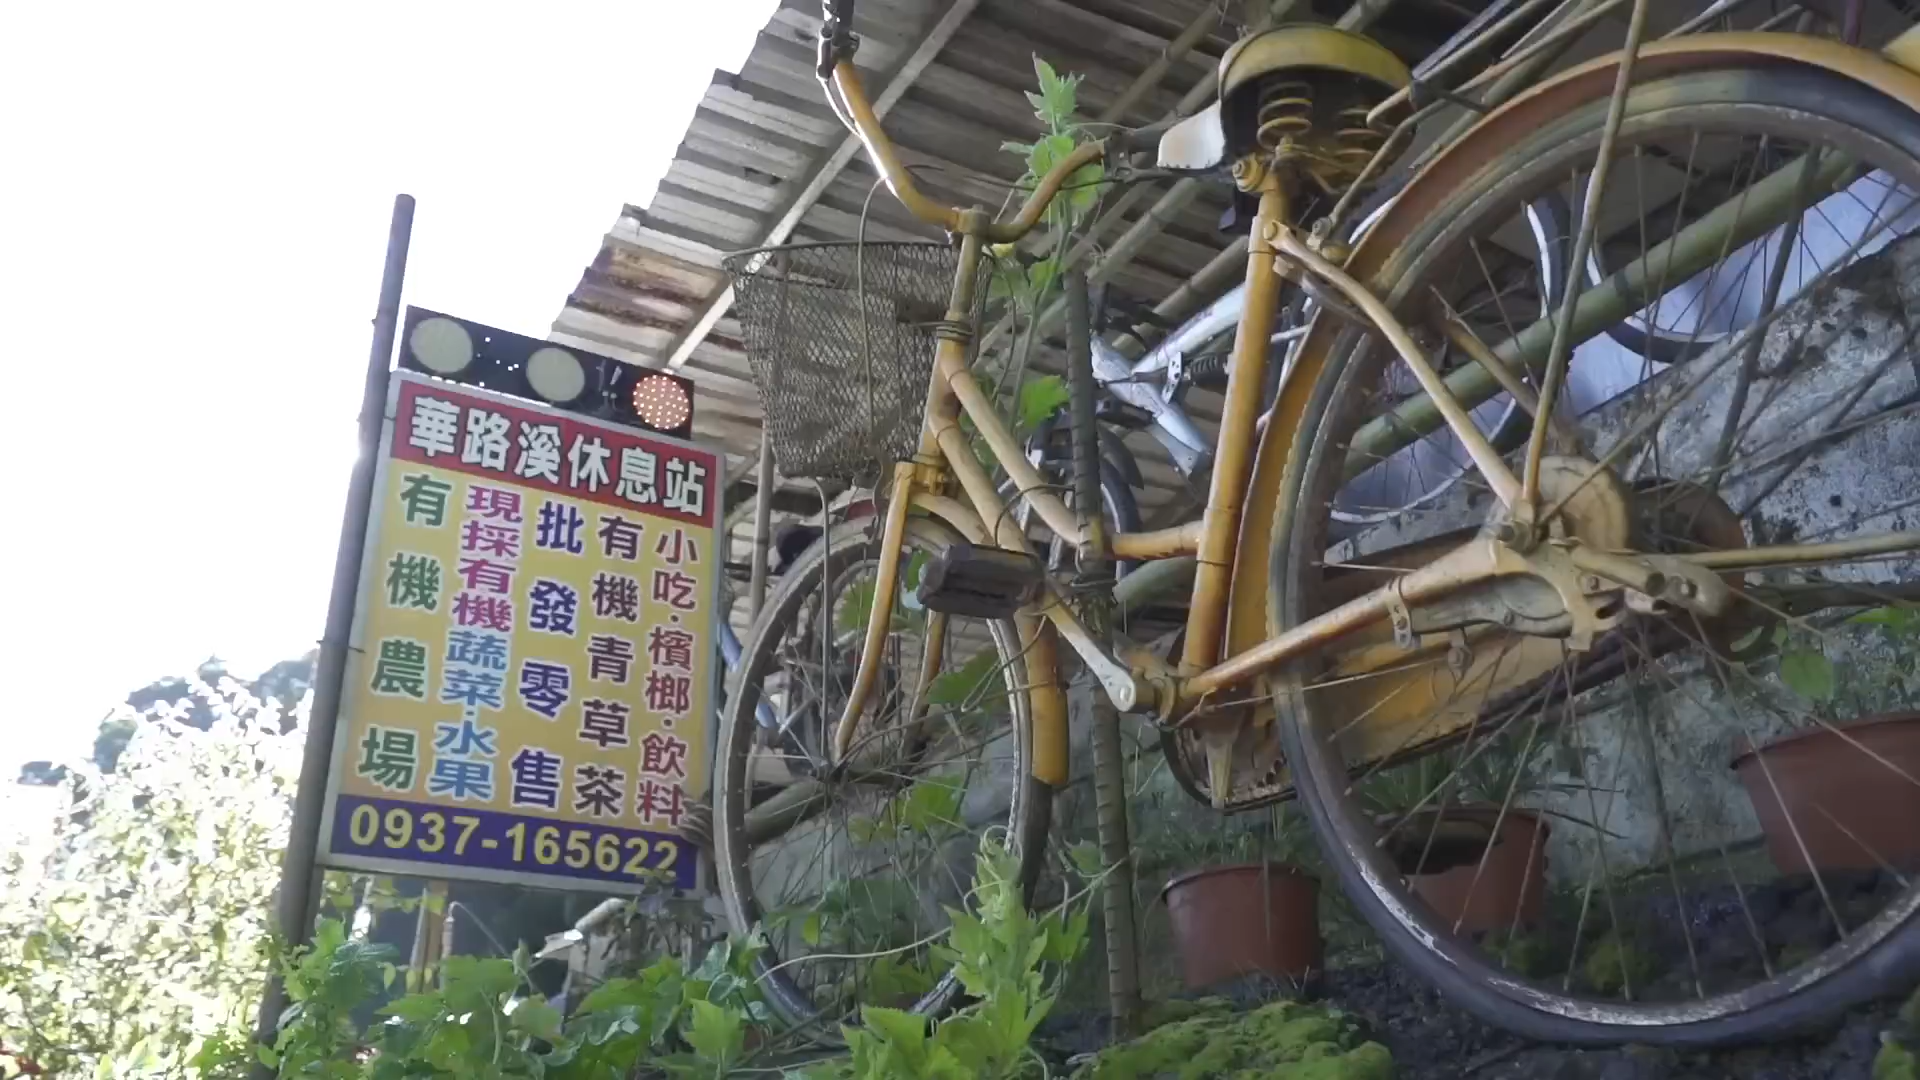 華路溪休息站
有機農場
現採有機蔬菜.水果
批發零售
有機青草茶
小吃.檳榔.飲料
0937-165622